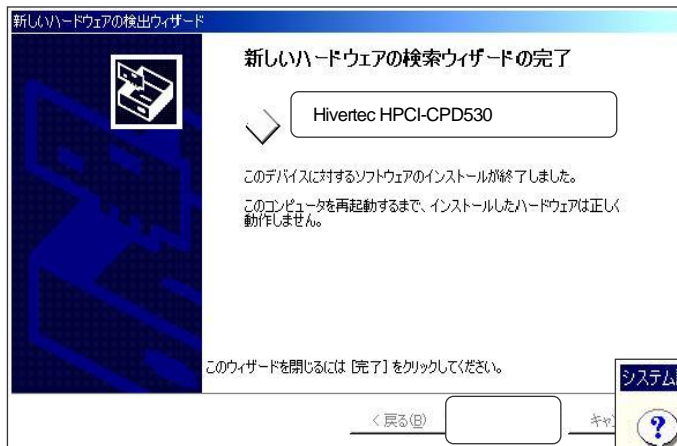 新しいハードウェアの検出ウィザード
新しいハードウェアの検索ウィザードの完了
Hivertec HPCI-CPD530
このデバイスに対するソフトウェアのインストールが終了しました。
このコンピュータを再起動するまで、インストールしたハードウェアは正しく
動作しません。
このウィザードを閉じるには [完了] をクリックしてください。
システム
< 戻る(B)
キャ
?